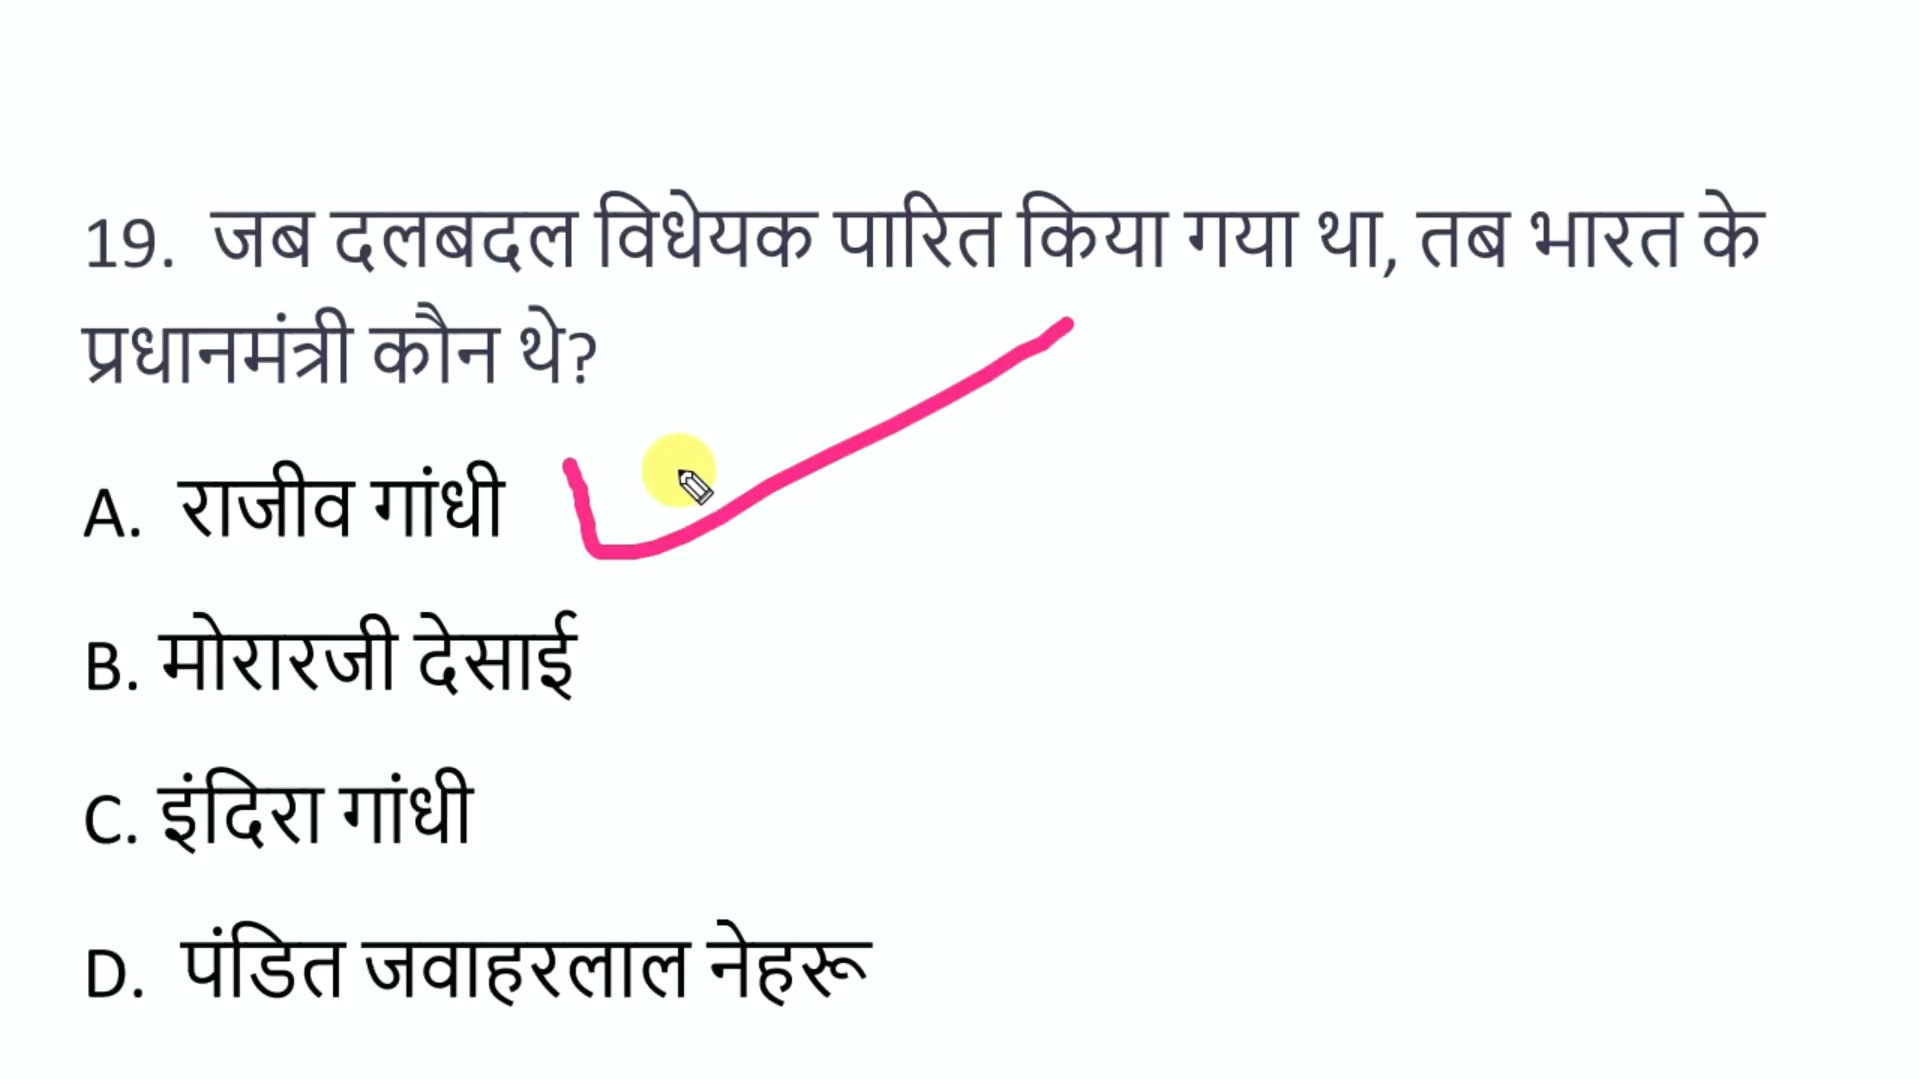 19. जब दलबदल विधेयक पारित किया गया था, तब भारत के
प्रधानमंत्री कौन थे?
A. राजीव गांधी
B. मोरारजी देसाई
C. इंदिरा गांधी
D. पंडित जवाहरलाल नेहरू